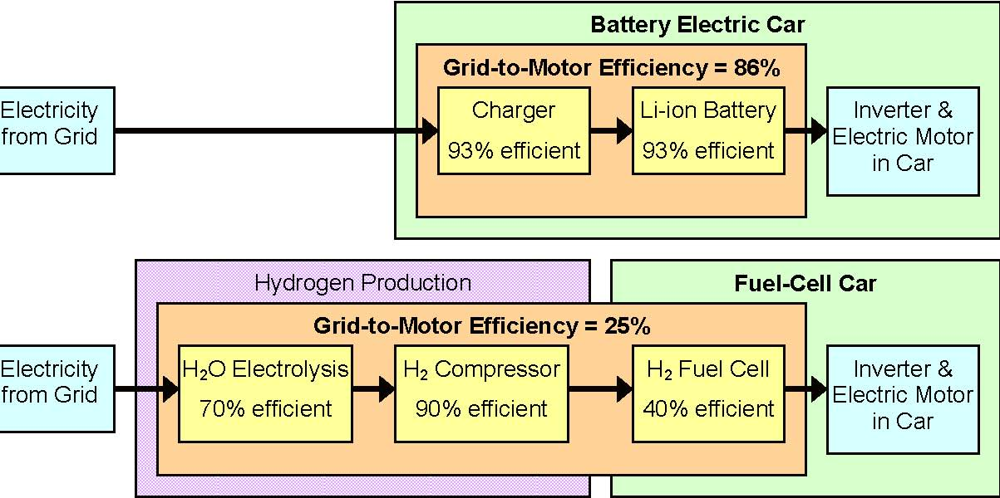 Battery Electric Car
Grid-to-Motor Efficiency = 86%
Electricity
from Grid
Charger
93% efficient
Li-ion Battery
93% efficient
Inverter &
Electric Motor
in Car
Hydrogen Production
Fuel-Cell Car
Grid-to-Motor Efficiency = 25%
Electricity
from Grid
H₂O Electrolysis
70% efficient
H₂ Compressor
90% efficient
H₂ Fuel Cell
40% efficient
Inverter &
Electric Motor
in Car